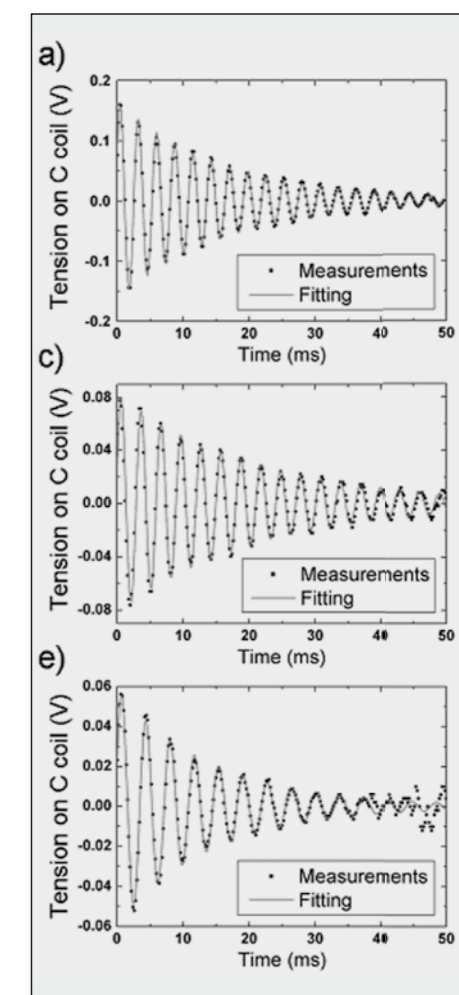 a)
Tension on C coil (V)
0.2
0.1
0.0
-0.1
-0.2
Measurements
Fitting
0 10 20 30 40 50
Time (ms)
c)
Tension on C coil (V)
0.08
0.04
0.00
-0.04
-0.08
Measurements
Fitting
0 10 20 30 40 50
Time (ms)
e)
Tension on C coil (V)
0.06
0.04
0.02
0.00
-0.02
-0.04
-0.06
Measurements
Fitting
0 10 20 30 40 50
Time (ms)